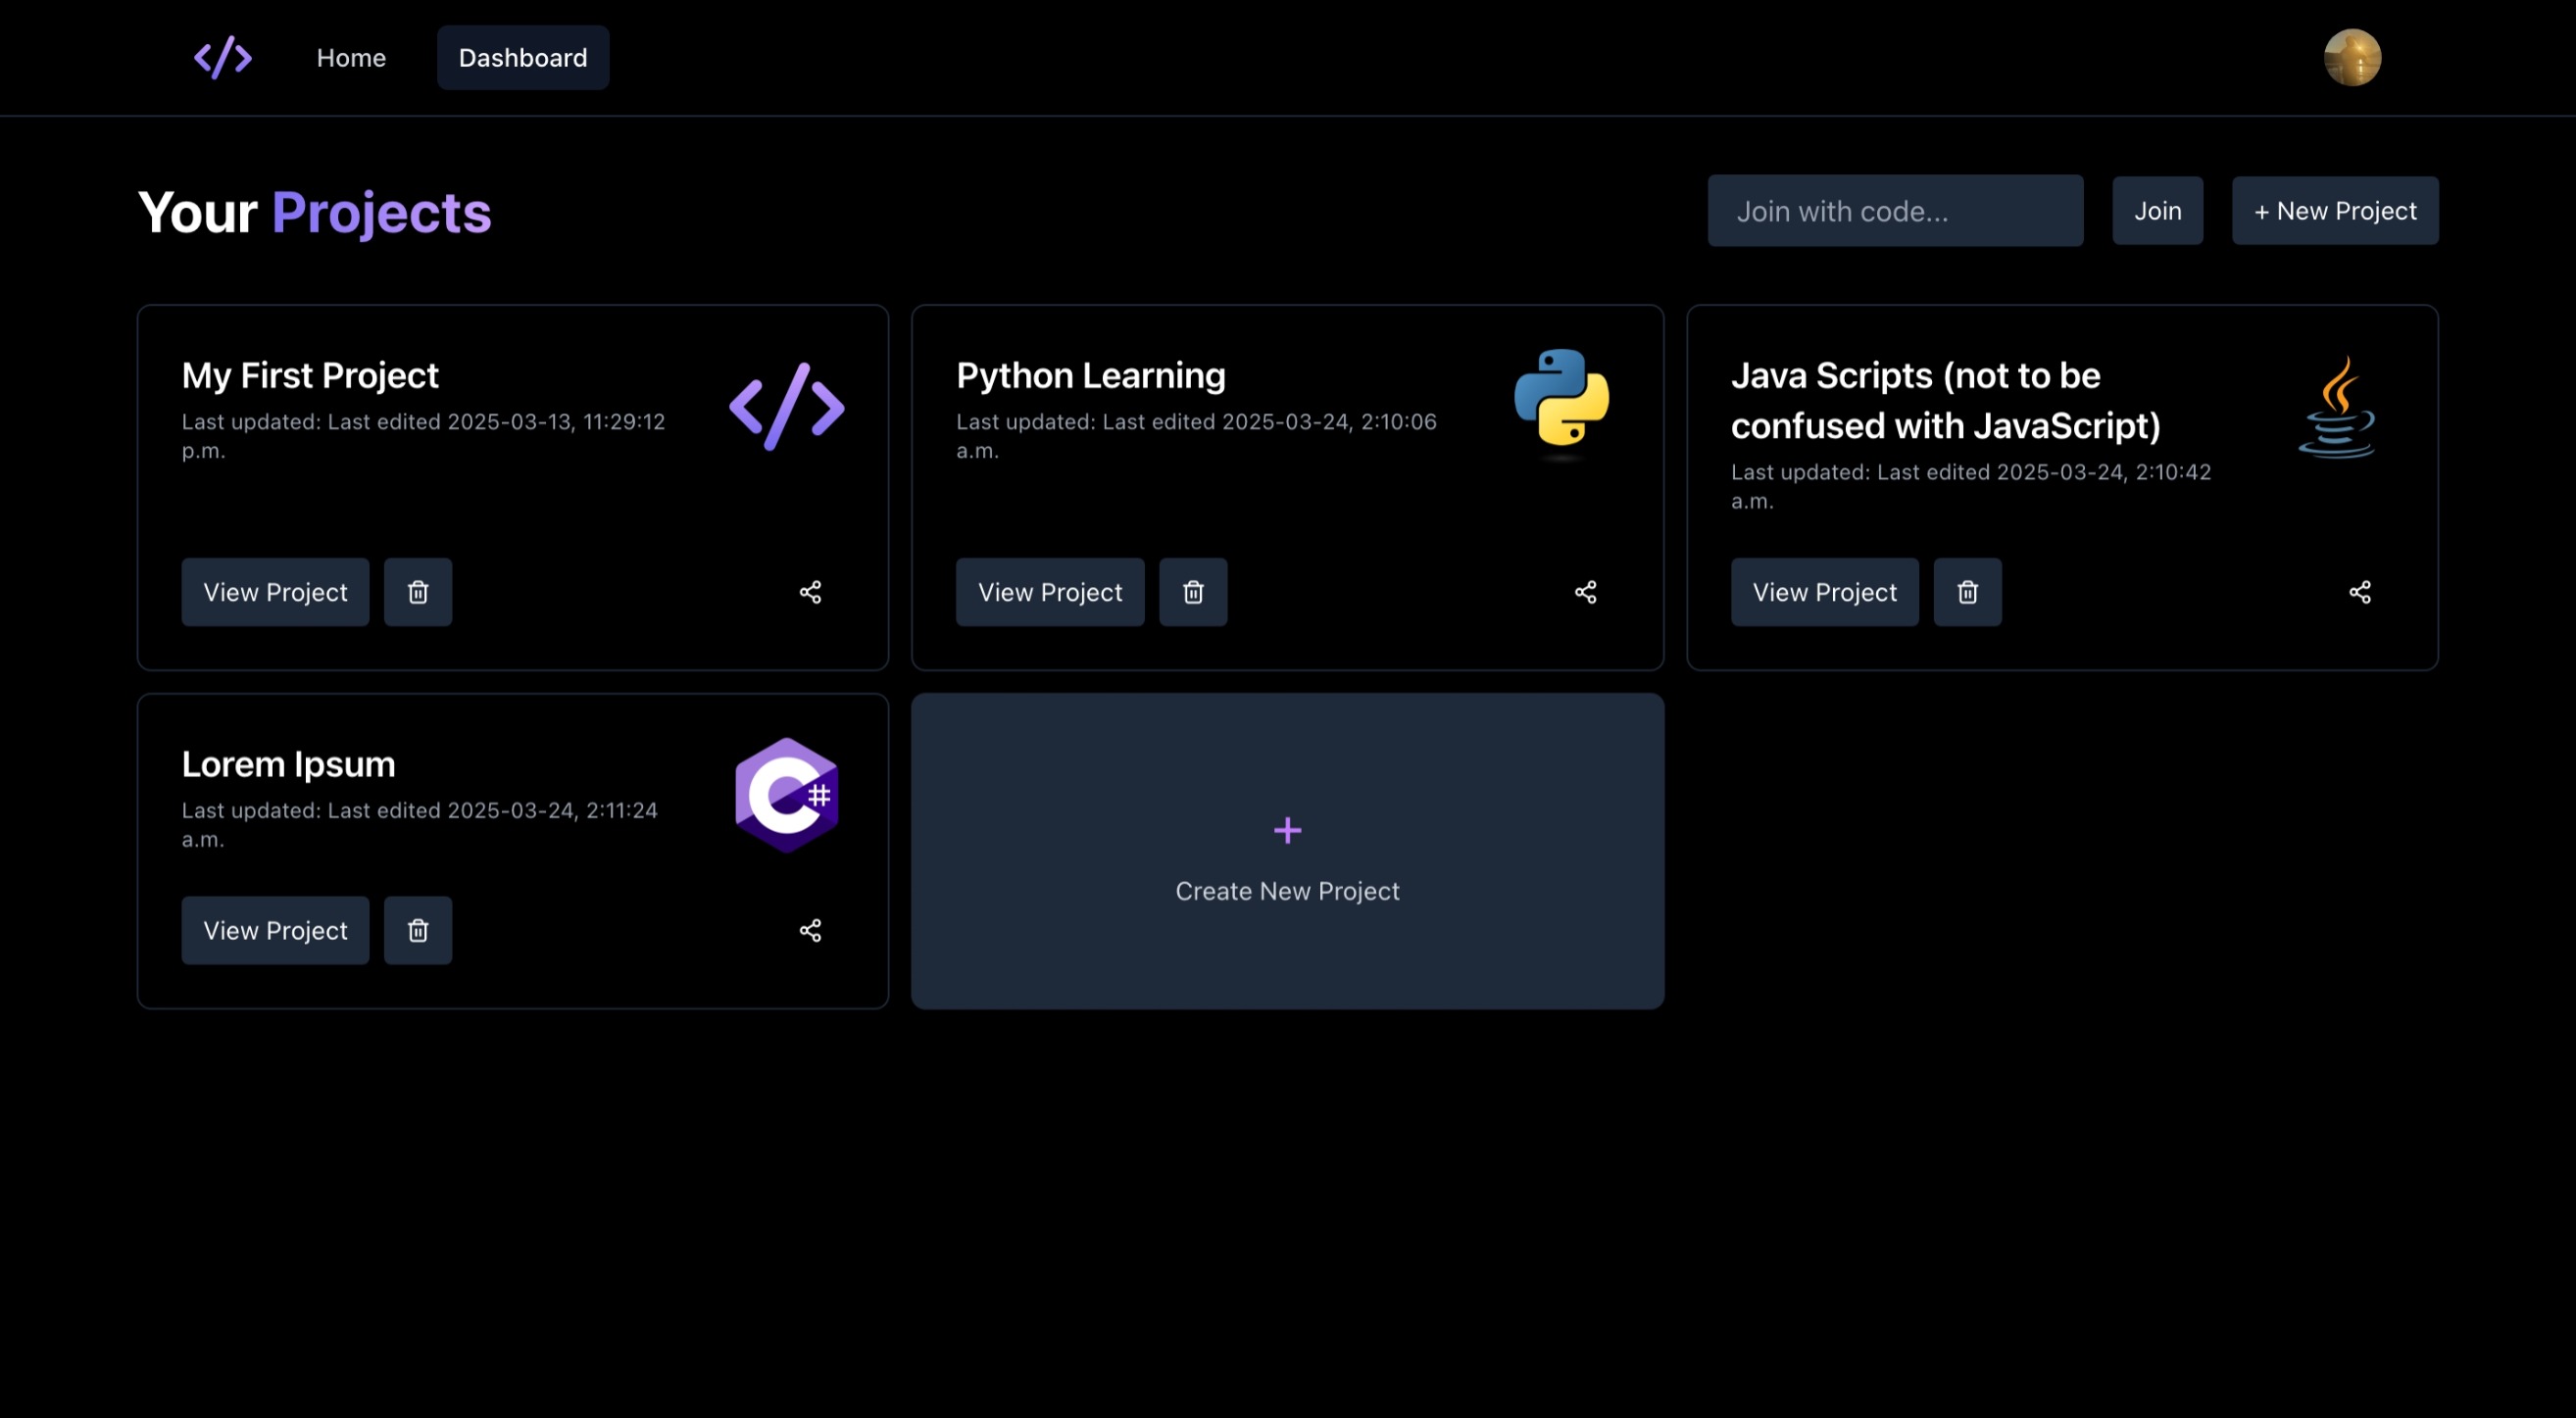 Home
Dashboard
Your Projects
Join with code...
Join
+ New Project
My First Project
Last updated: Last edited 2025-03-13, 11:29:12
p.m.
View Project
Python Learning
Last updated: Last edited 2025-03-24, 2:10:06
a.m.
View Project
Java Scripts (not to be
confused with JavaScript)
Last updated: Last edited 2025-03-24, 2:10:42
a.m.
View Project
Lorem Ipsum
Last updated: Last edited 2025-03-24, 2:11:24
a.m.
C#
View Project
+
Create New Project